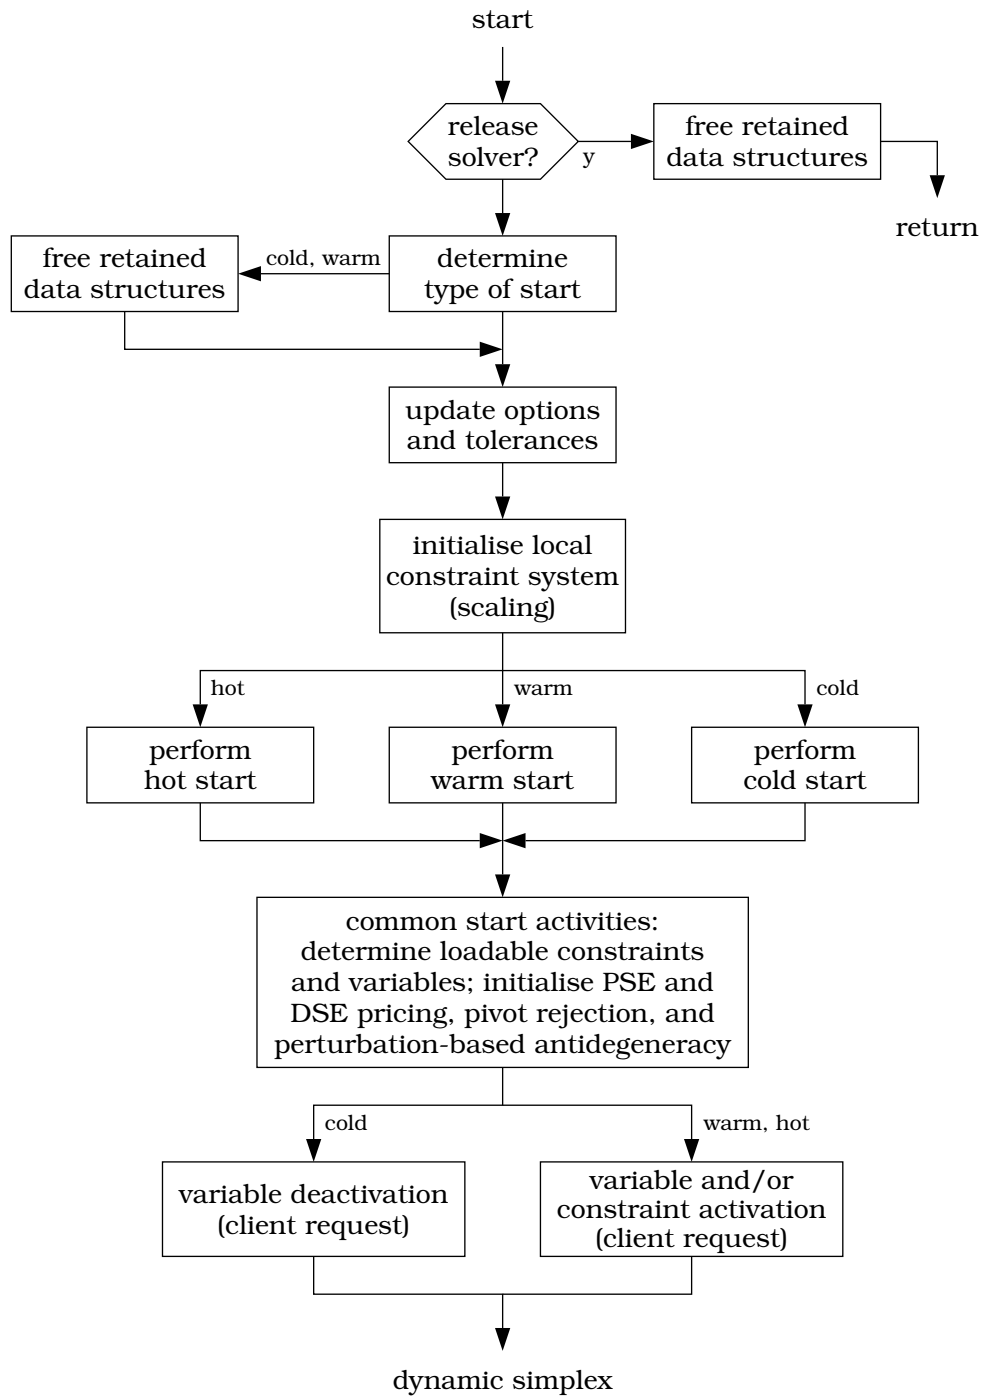 start
release
solver?
y
free retained
data structures
return
free retained
data structures
cold, warm
determine
type of start
update options
and tolerances
initialise local
constraint system
(scaling)
hot
warm
cold
perform
hot start
perform
warm start
perform
cold start
common start activities:
determine loadable constraints
and variables; initialise PSE and
DSE pricing, pivot rejection, and
perturbation-based antidegeneracy
cold
warm, hot
variable deactivation
(client request)
variable and/or
constraint activation
(client request)
dynamic simplex